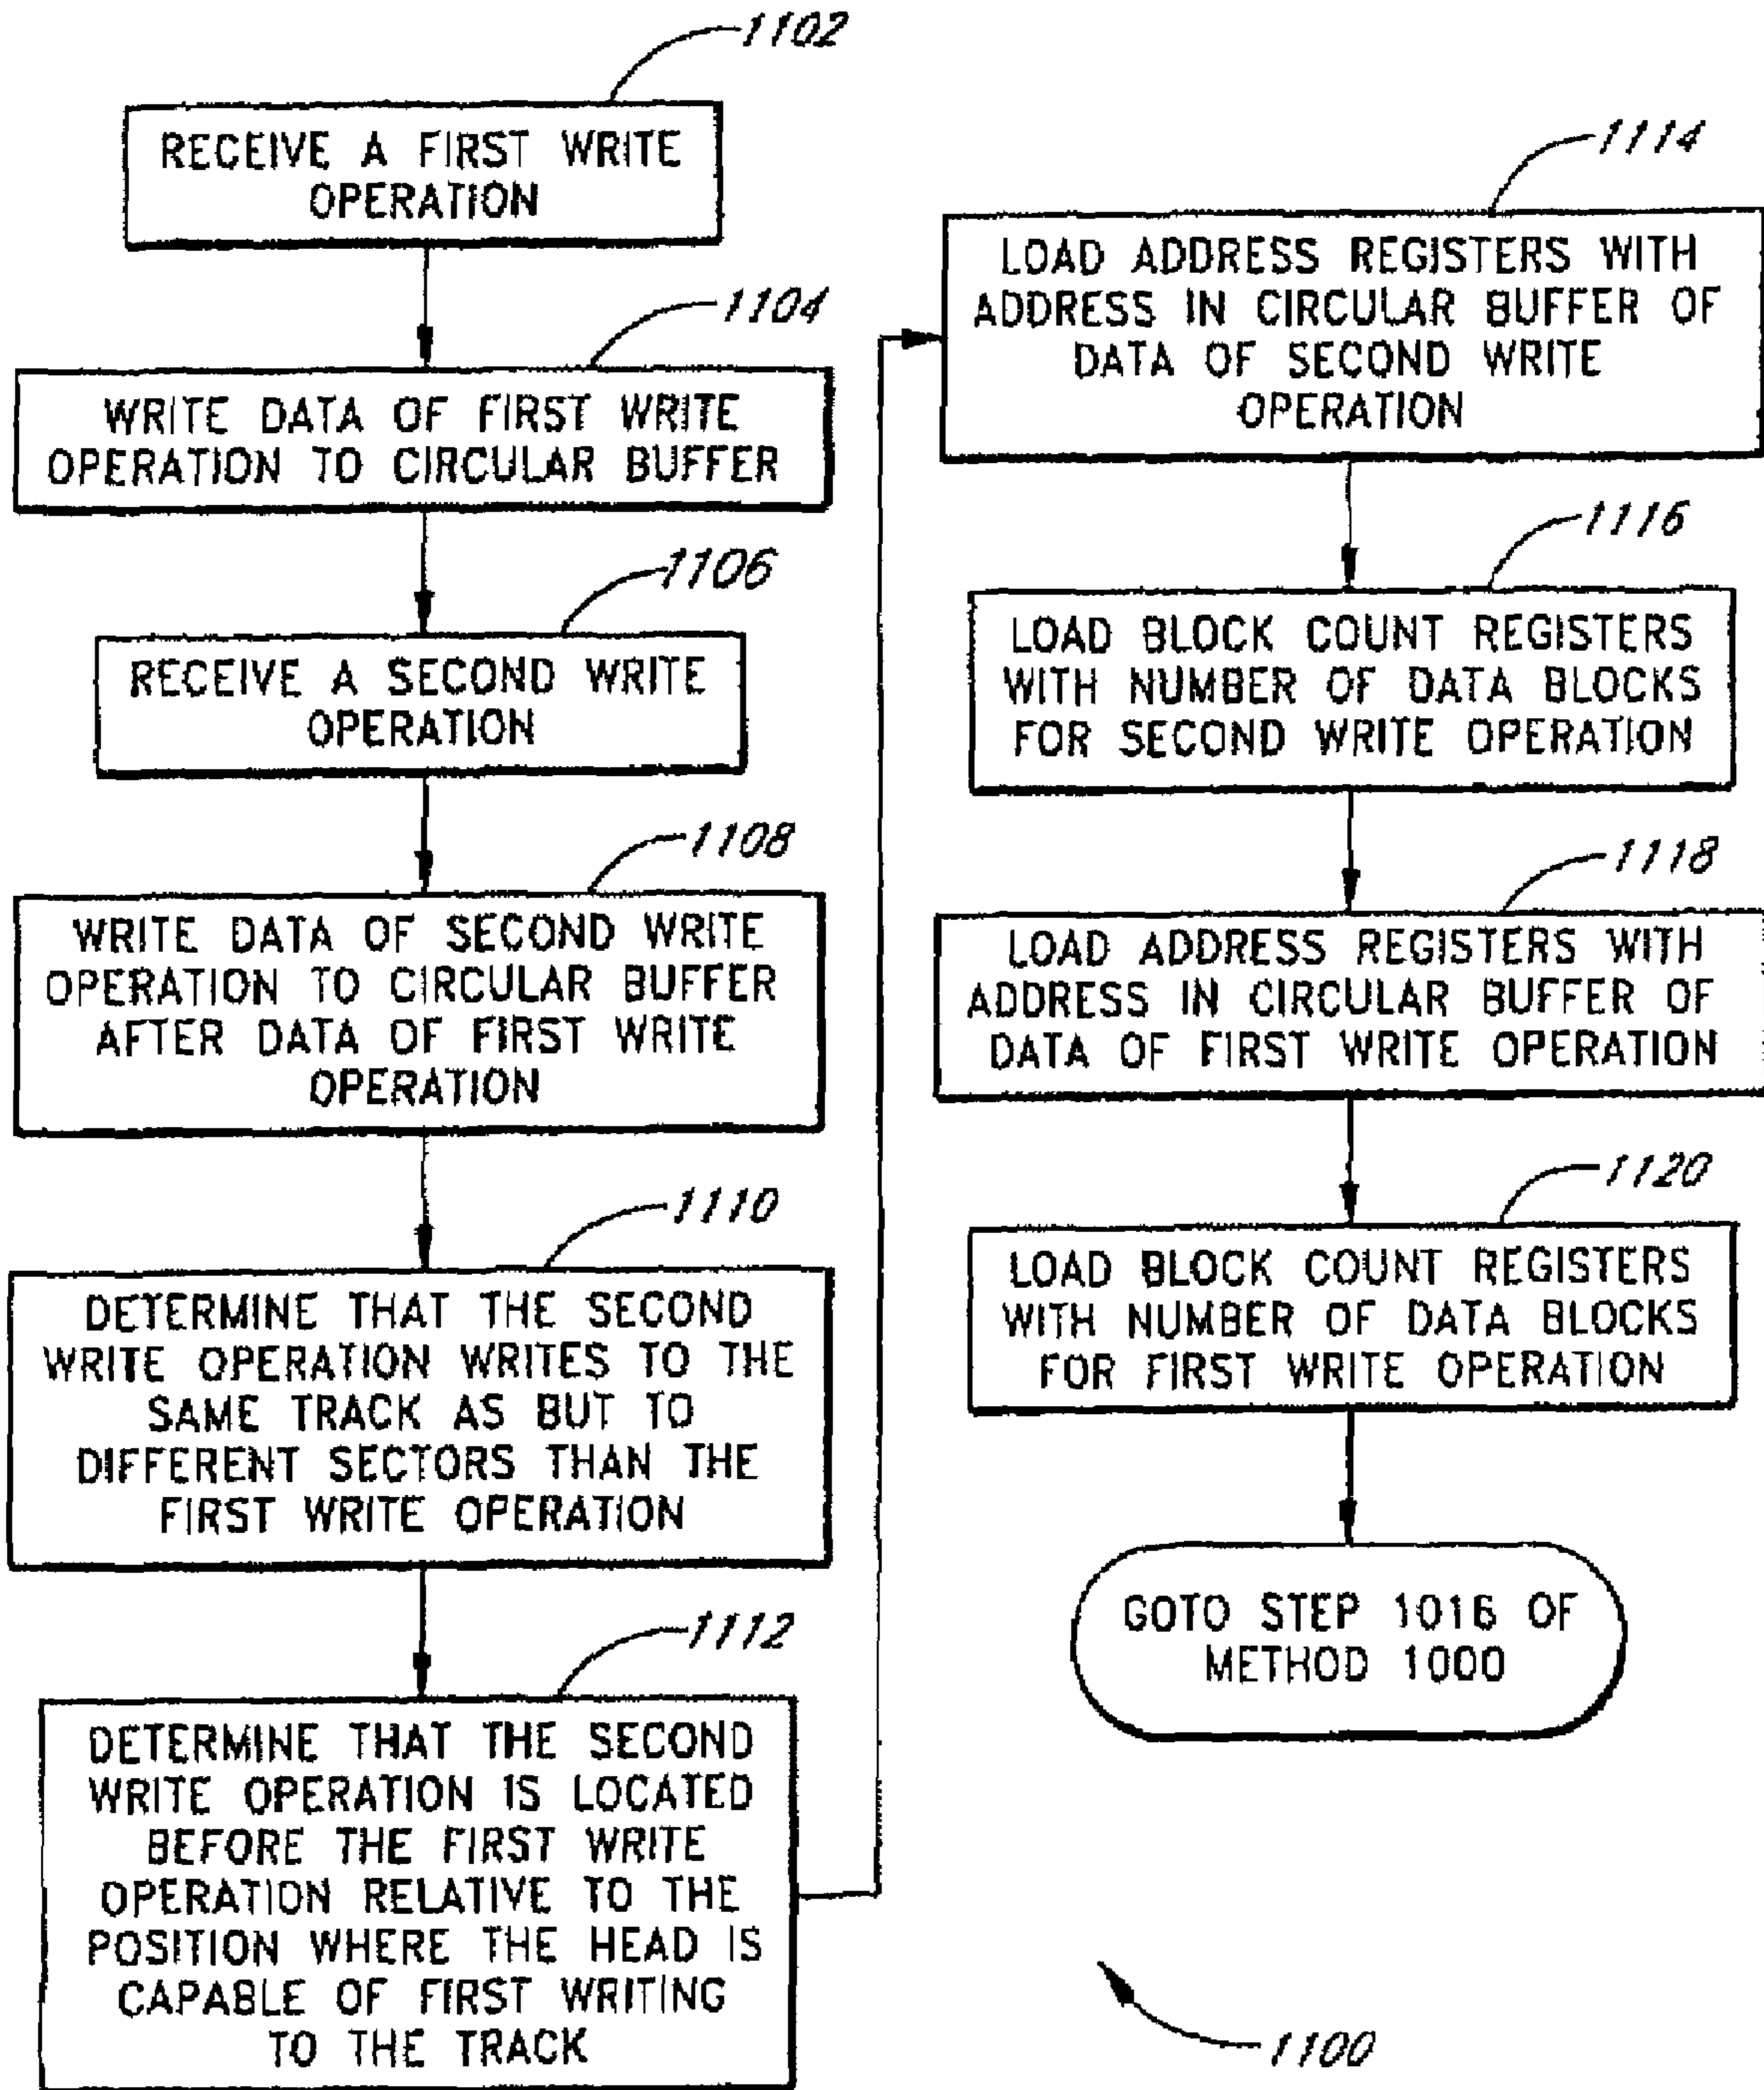 1102
RECEIVE A FIRST WRITE
OPERATION
1104
WRITE DATA OF FIRST WRITE
OPERATION TO CIRCULAR BUFFER
1106
RECEIVE A SECOND WRITE
OPERATION
1108
WRITE DATA OF SECOND WRITE
OPERATION TO CIRCULAR BUFFER
AFTER DATA OF FIRST WRITE
OPERATION
1110
DETERMINE THAT THE SECOND
WRITE OPERATION WRITES TO THE
SAME TRACK AS BUT TO
DIFFERENT SECTORS THAN THE
FIRST WRITE OPERATION
1112
DETERMINE THAT THE SECOND
WRITE OPERATION IS LOCATED
BEFORE THE FIRST WRITE
OPERATION RELATIVE TO THE
POSITION WHERE THE HEAD IS
CAPABLE OF FIRST WRITING
TO THE TRACK
1114
LOAD ADDRESS REGISTERS WITH
ADDRESS IN CIRCULAR BUFFER OF
DATA OF SECOND WRITE
OPERATION
1116
LOAD BLOCK COUNT REGISTERS
WITH NUMBER OF DATA BLOCKS
FOR SECOND WRITE OPERATION
1118
LOAD ADDRESS REGISTERS WITH
ADDRESS IN CIRCULAR BUFFER OF
DATA OF FIRST WRITE OPERATION
1120
LOAD BLOCK COUNT REGISTERS
WITH NUMBER OF DATA BLOCKS
FOR FIRST WRITE OPERATION
GOTO STEP 1016 OF
METHOD 1000
1100